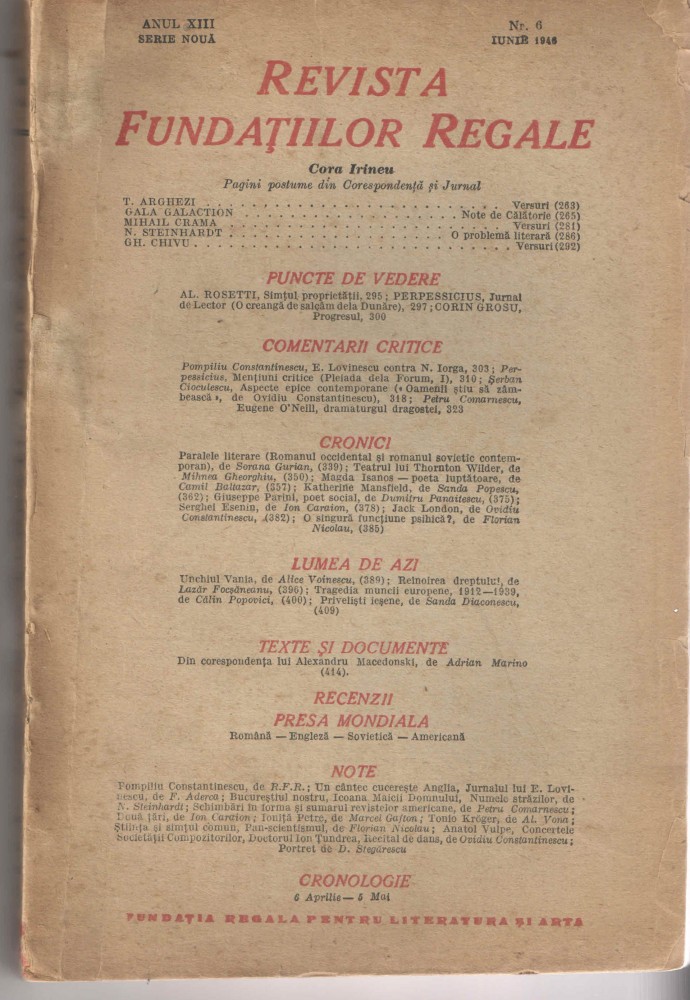 ANUL XIII
SERIE NOUĂ
Nr. 6
IUNIE 1946
REVISTA
FUNDAŢIILOR REGALE
Cora Irineu
Pagini postume din Corespondenţă şi Jurnal
T. ARGHEZI . . . . . . . . . . . . . . . . . . . . . . . Versuri (263)
GALA GALACTION . . . . . . . . . . . . . . . . . Note de Călătorie (265)
MIHAIL CRAMA . . . . . . . . . . . . . . . . . . . . . Versuri (281)
N. STEINHARDT . . . . . . . . . . . . . . . . . O problemă literară (286)
GH. CHIVU . . . . . . . . . . . . . . . . . . . . . . . . Versuri (292)
PUNCTE DE VEDERE
AL. ROSETTI, Simţul proprietăţii, 295 ; PERPESSICIUS, Jurnal
de Lector (O creangă de salcâm dela Dunăre), 297 ; CORIN GROSU,
Progresul, 300
COMENTARII CRITICE
Pompiliu Constantinescu, E. Lovinescu contra N. Iorga, 303 ; Per-
pessicius, Menţiuni critice (Pleiada dela Forum, I), 310 ; Şerban
Cioculescu, Aspecte epice contemporane (« Oamenii ştiu să zâm-
bească », de Ovidiu Constantinescu), 318 ; Petru Comarnescu,
Eugene O'Neill, dramaturgul dragostei, 323
CRONICI
Paralele literare (Romanul occidental şi romanul sovietic contem-
poran), de Sorana Gurian, (339) ; Teatrul lui Thornton Wilder, de
Mihnea Gheorghiu, (350) ; Magda Isanos — poeta luptătoare, de
Camil Baltazar, (357) ; Katherine Mansfield, de Sanda Popescu,
(362) ; Giuseppe Parini, poet social, de Dumitru Panaitescu, (375) ;
Serghei Esenin, de Ion Caraion, (378) ; Jack London, de Ovidiu
Constantinescu, (382) ; O singură funcţiune psihică?, de Florian
Nicolau, (385)
LUMEA DE AZI
Unchiul Vania, de Alice Voinescu, (389) ; Reînoirea dreptului, de
Lazăr Focşăneanu, (396) ; Tragedia muncii europene, 1912—1939,
de Călin Popovici, (400) ; Privelişti ieşene, de Sanda Diaconescu,
(409)
TEXTE ŞI DOCUMENTE
Din corespondenţa lui Alexandru Macedonski, de Adrian Marino
(414).
RECENZII
PRESA MONDIALA
Română — Engleză — Sovietică — Americană
NOTE
Pompiliu Constantinescu, de R.F.R. ; Un cântec cucereşte Anglia, Jurnalul lui E. Lovi-
nescu, de F. Aderca ; Bucureştiul nostru, Icoana Maicii Domnului, Numele străzilor, de
N. Steinhardt ; Schimbări în forma şi sumarul revistelor americane, de Petru Comarnescu ;
Două ţări, de Ion Caraion ; Ioniţă Petre, de Marcel Gafton ; Tonio Kröger, de Al. Vona ;
Ştiinţa şi simţul comun, Pan-scientismul, de Florian Nicolau ; Anatol Vulpe, Concertele
Societăţii Compozitorilor, Doctorul Ion Ţundrea, Recital de dans, de Ovidiu Constantinescu ;
Portret de D. Stegărescu
CRONOLOGIE
6 Aprilie — 5 Mai
FUNDAŢIA REGALA PENTRU LITERATURA ŞI ARTA